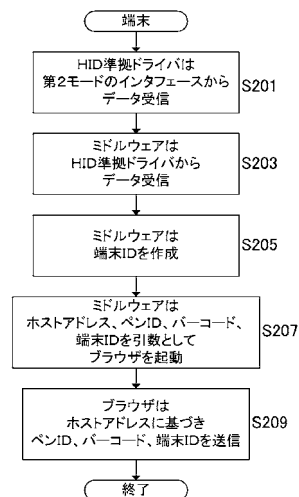 端末
HID準拠ドライバは
第2モードのインタフェースから
データ受信
S201
ミドルウェアは
HID準拠ドライバから
データ受信
S203
ミドルウェアは
端末IDを作成
S205
ミドルウェアは
ホストアドレス、ペンID、バーコード、
端末IDを引数として
ブラウザを起動
S207
ブラウザは
ホストアドレスに基づき
ペンID、バーコード、端末IDを送信
S209
終了